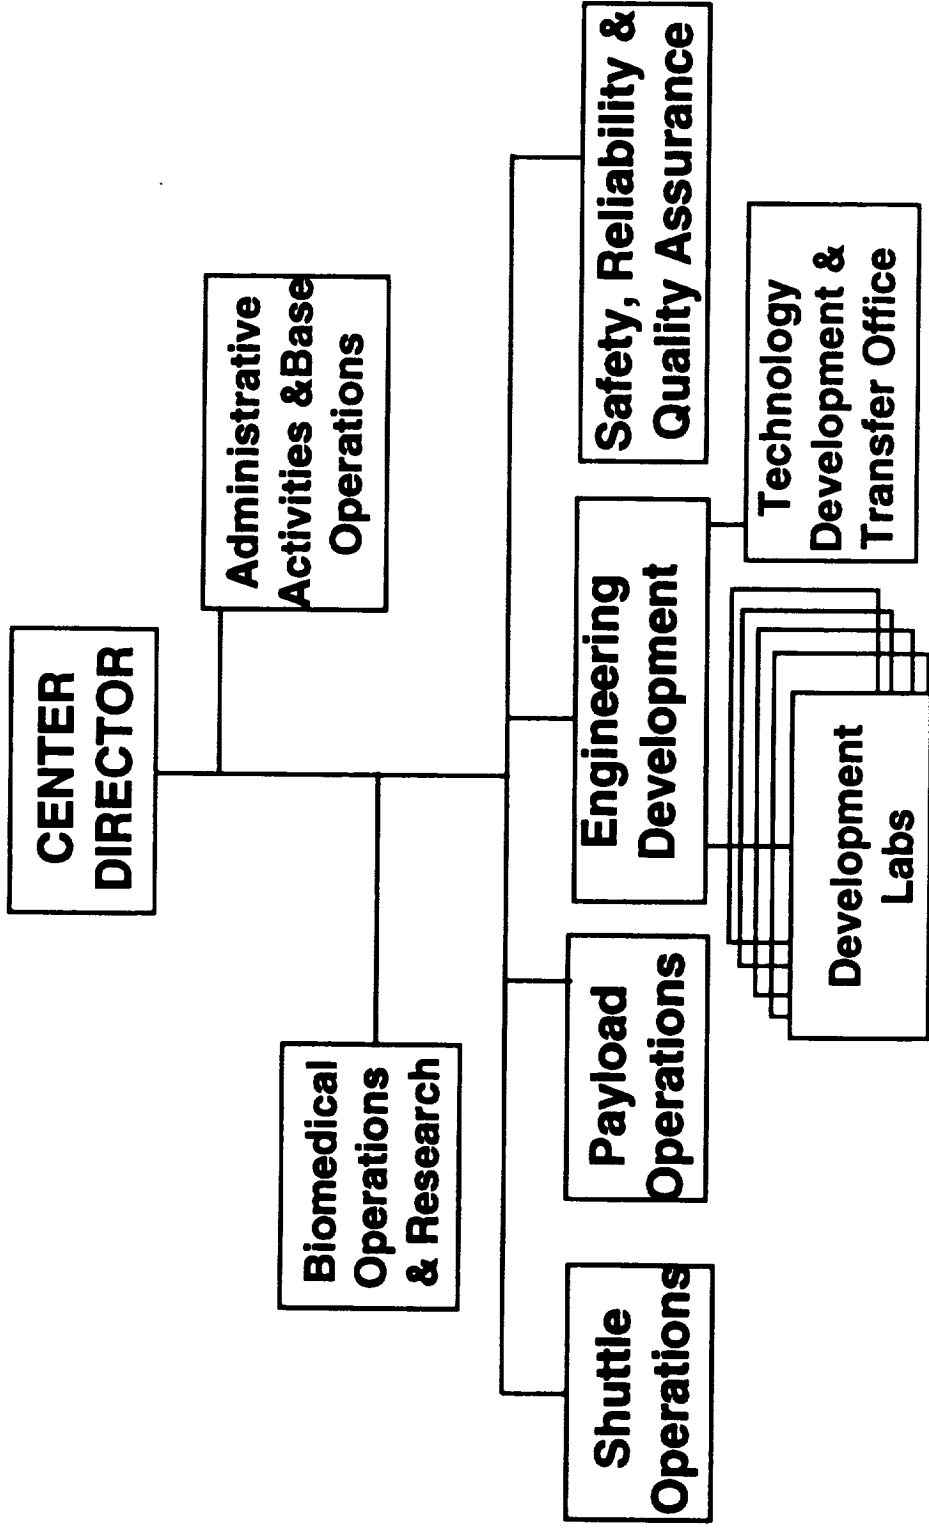 CENTER
DIRECTOR
Administrative
Activities &Base
Operations
Biomedical
Operations
& Research
Shuttle
Operations
Payload
Operations
Engineering
Development
Safety, Reliability &
Quality Assurance
Development
Labs
Technology
Development &
Transfer Office